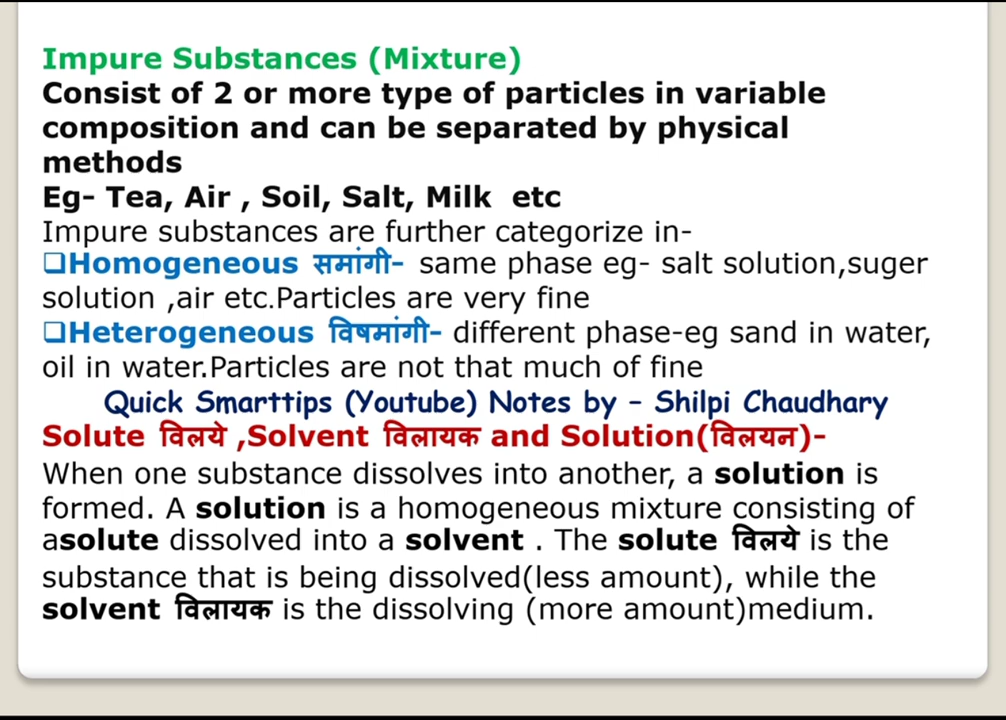 Impure Substances (Mixture)
Consist of 2 or more type of particles in variable
composition and can be separated by physical
methods
Eg- Tea, Air , Soil, Salt, Milk  etc
Impure substances are further categorize in-
❑Homogeneous समांगी- same phase eg- salt solution,suger
solution ,air etc.Particles are very fine
❑Heterogeneous विषमांगी- different phase-eg sand in water,
oil in water.Particles are not that much of fine
Quick Smarttips (Youtube) Notes by - Shilpi Chaudhary
Solute विलये ,Solvent विलायक and Solution(विलयन)-
When one substance dissolves into another, a solution is
formed. A solution is a homogeneous mixture consisting of
asolute dissolved into a solvent . The solute विलये is the
substance that is being dissolved(less amount), while the
solvent विलायक is the dissolving (more amount)medium.